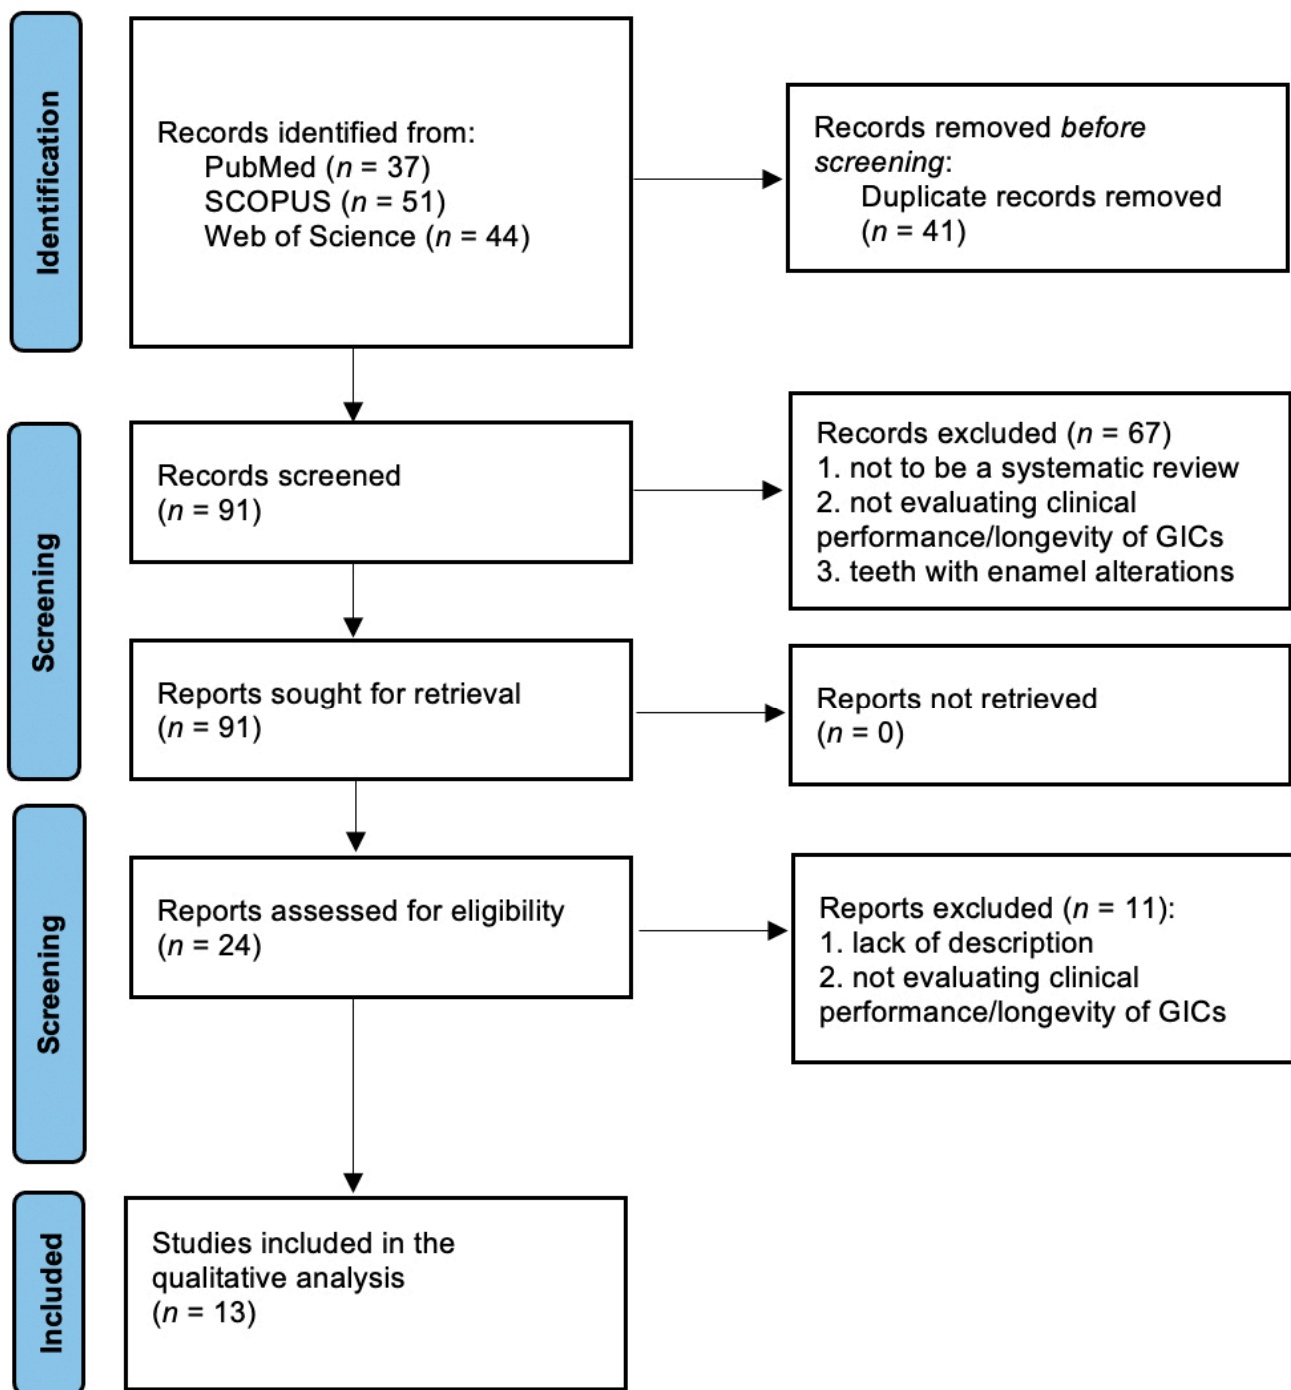 Identification
Records identified from:
PubMed (n = 37)
SCOPUS (n = 51)
Web of Science (n = 44)
Records removed before
screening:
Duplicate records removed
(n = 41)
Screening
Records screened
(n = 91)
Records excluded (n = 67)
1. not to be a systematic review
2. not evaluating clinical
performance/longevity of GICs
3. teeth with enamel alterations
Reports sought for retrieval
(n = 91)
Reports not retrieved
(n = 0)
Screening
Reports assessed for eligibility
(n = 24)
Reports excluded (n = 11):
1. lack of description
2. not evaluating clinical
performance/longevity of GICs
Included
Studies included in the
qualitative analysis
(n = 13)